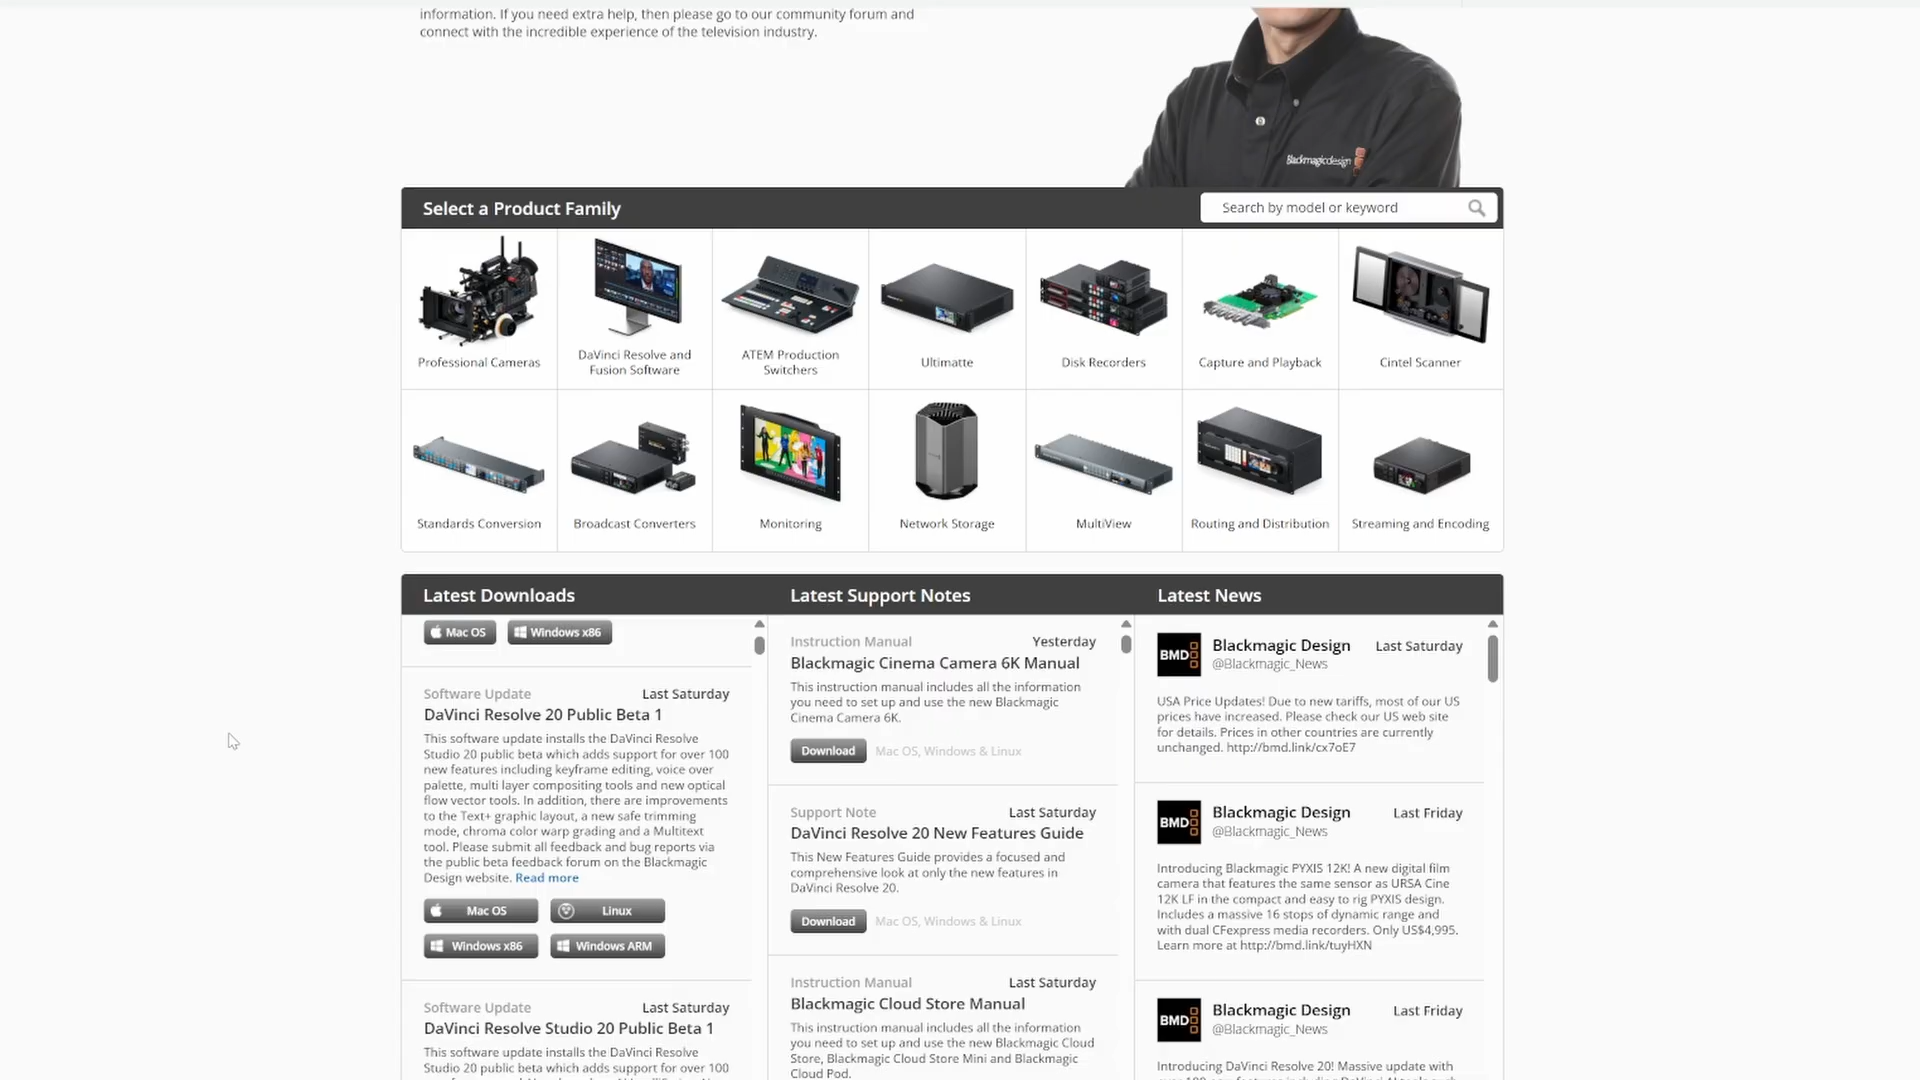 information. If you need extra help, then please go to our community forum and
connect with the incredible experience of the television industry.
Blackmagicdesign
Select a Product Family
Search by model or keyword
Professional Cameras
DaVinci Resolve and
Fusion Software
ATEM Production
Switchers
Ultimatte
Disk Recorders
Capture and Playback
Cintel Scanner
Standards Conversion
Broadcast Converters
Monitoring
Network Storage
MultiView
Routing and Distribution
Streaming and Encoding
Latest Downloads
Mac OS
Windows x86
Software Update
Last Saturday
DaVinci Resolve 20 Public Beta 1
This software update installs the DaVinci Resolve
Studio 20 public beta which adds support for over 100
new features including keyframe editing, voice over
palette, multi layer compositing tools and new optical
flow vector tools. In addition, there are improvements
to the Text+ graphic layout, a new safe trimming
mode, chroma color warp grading and a Multitext
tool. Please submit all feedback and bug reports via
the public beta feedback forum on the Blackmagic
Design website. Read more
Mac OS
Linux
Windows x86
Windows ARM
Software Update
Last Saturday
DaVinci Resolve Studio 20 Public Beta 1
This software update installs the DaVinci Resolve
Studio 20 public beta which adds support for over 100
Latest Support Notes
Instruction Manual
Yesterday
Blackmagic Cinema Camera 6K Manual
This instruction manual includes all the information
you need to set up and use the new Blackmagic
Cinema Camera 6K.
Download
Mac OS, Windows & Linux
Support Note
Last Saturday
DaVinci Resolve 20 New Features Guide
This New Features Guide provides a focused and
comprehensive look at only the new features in
DaVinci Resolve 20.
Download
Mac OS, Windows & Linux
Instruction Manual
Last Saturday
Blackmagic Cloud Store Manual
This instruction manual includes all the information
you need to set up and use the new Blackmagic Cloud
Store, Blackmagic Cloud Store Mini and Blackmagic
Cloud Pod.
Latest News
BMD
Blackmagic Design
Last Saturday
@Blackmagic_News
USA Price Updates! Due to new tariffs, most of our US
prices have increased. Please check our US web site
for details. Prices in other countries are currently
unchanged. http://bmd.link/cx7oE7
BMD
Blackmagic Design
Last Friday
@Blackmagic_News
Introducing Blackmagic PYXIS 12K! A new digital film
camera that features the same sensor as URSA Cine
12K LF in the compact and easy to rig PYXIS design.
Includes a massive 16 stops of dynamic range and
with dual CFexpress media recorders. Only US$4,995.
Learn more at http://bmd.link/tuyHXN
BMD
Blackmagic Design
Last Friday
@Blackmagic_News
Introducing DaVinci Resolve 20! Massive update with